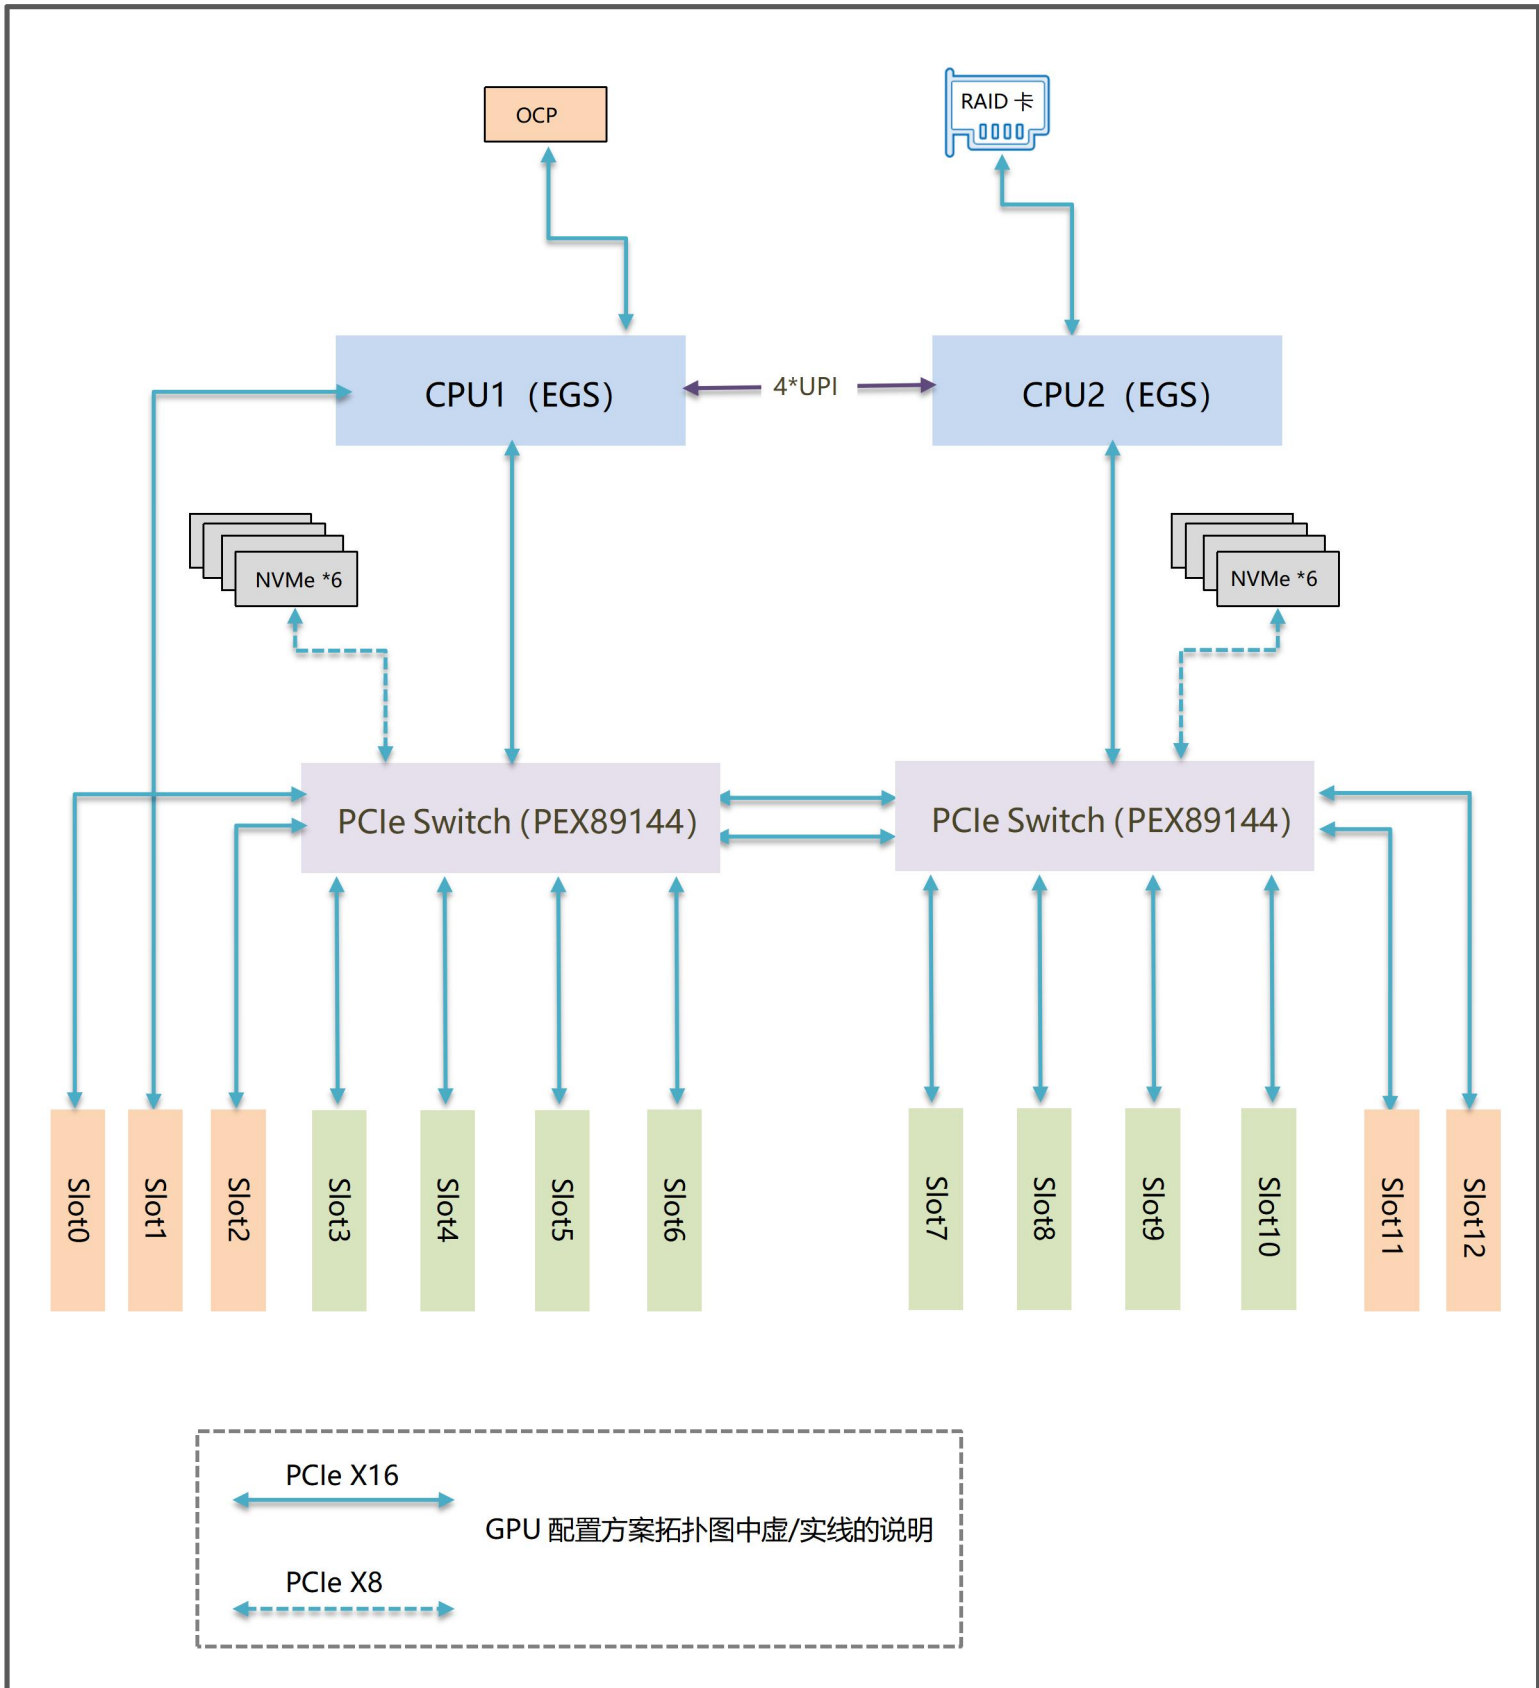 OCP
RAID 卡
CPU1（EGS）
4*UPI
CPU2（EGS）
NVMe *6
NVMe *6
PCIe Switch（PEX89144）
PCIe Switch（PEX89144）
Slot0
Slot1
Slot2
Slot3
Slot4
Slot5
Slot6
Slot7
Slot8
Slot9
Slot10
Slot11
Slot12
PCIe X16
GPU 配置方案拓扑图中虚/实线的说明
PCIe X8